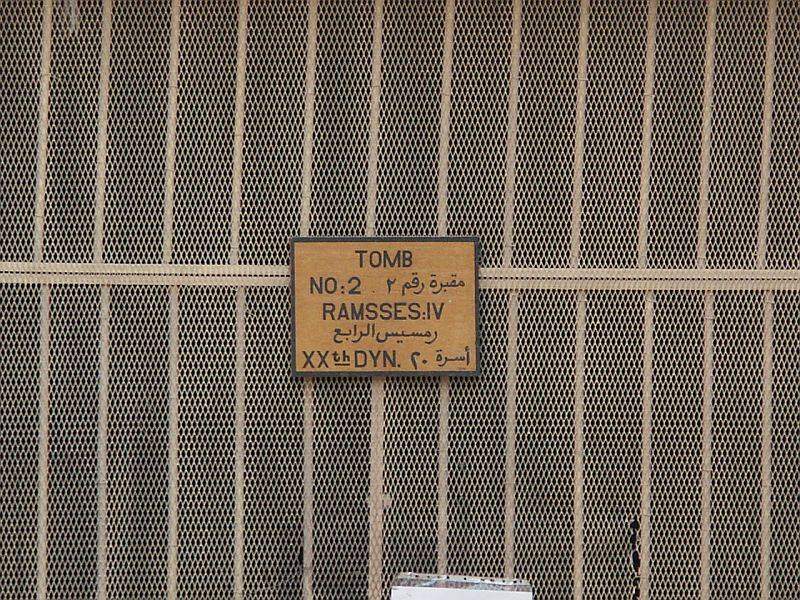 TOMB
NO:2 . مقبرة رقم ٢
RAMSSES:IV
رمسيس الرابع
XXth DYN. أسرة ٢٠